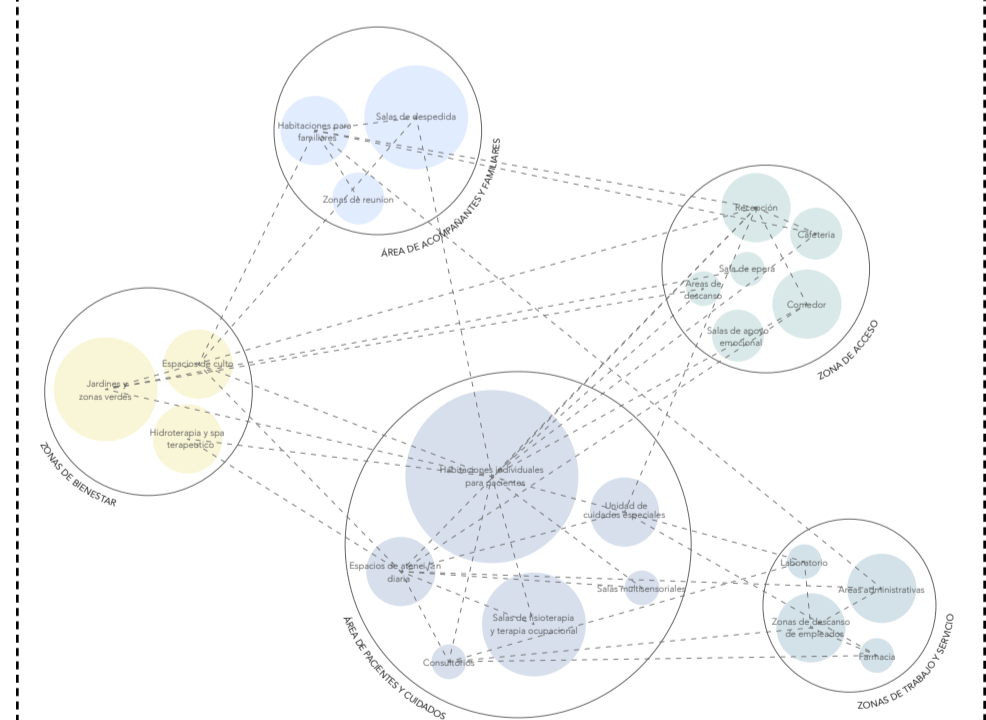 Salas de despedida
Habitaciones para
familiares
Zonas de reunion
ÁREA DE ACOMPAÑANTES Y FAMILIARES
Recepción
Cafeteria
Sala de epera
Areas de
descanso
Comedor
Salas de apoyo
emocional
ZONA DE ACCESO
Espacios de culto
Jardines y
zonas verdes
Hidroterapia y spa
terapeutico
ZONAS DE BIENESTAR
Habitaciones individuales
para pacientes
Unidad de
cuidados especiales
Espacios de atención
diaria
Salas multisensoriales
Salas de fisioterapia
y terapia ocupacional
Consultorios
ÁREA DE PACIENTES Y CUIDADOS
Laboratorio
Areas administrativas
Zonas de descanso
de empleados
Farmacia
ZONAS DE TRABAJO Y SERVICIO